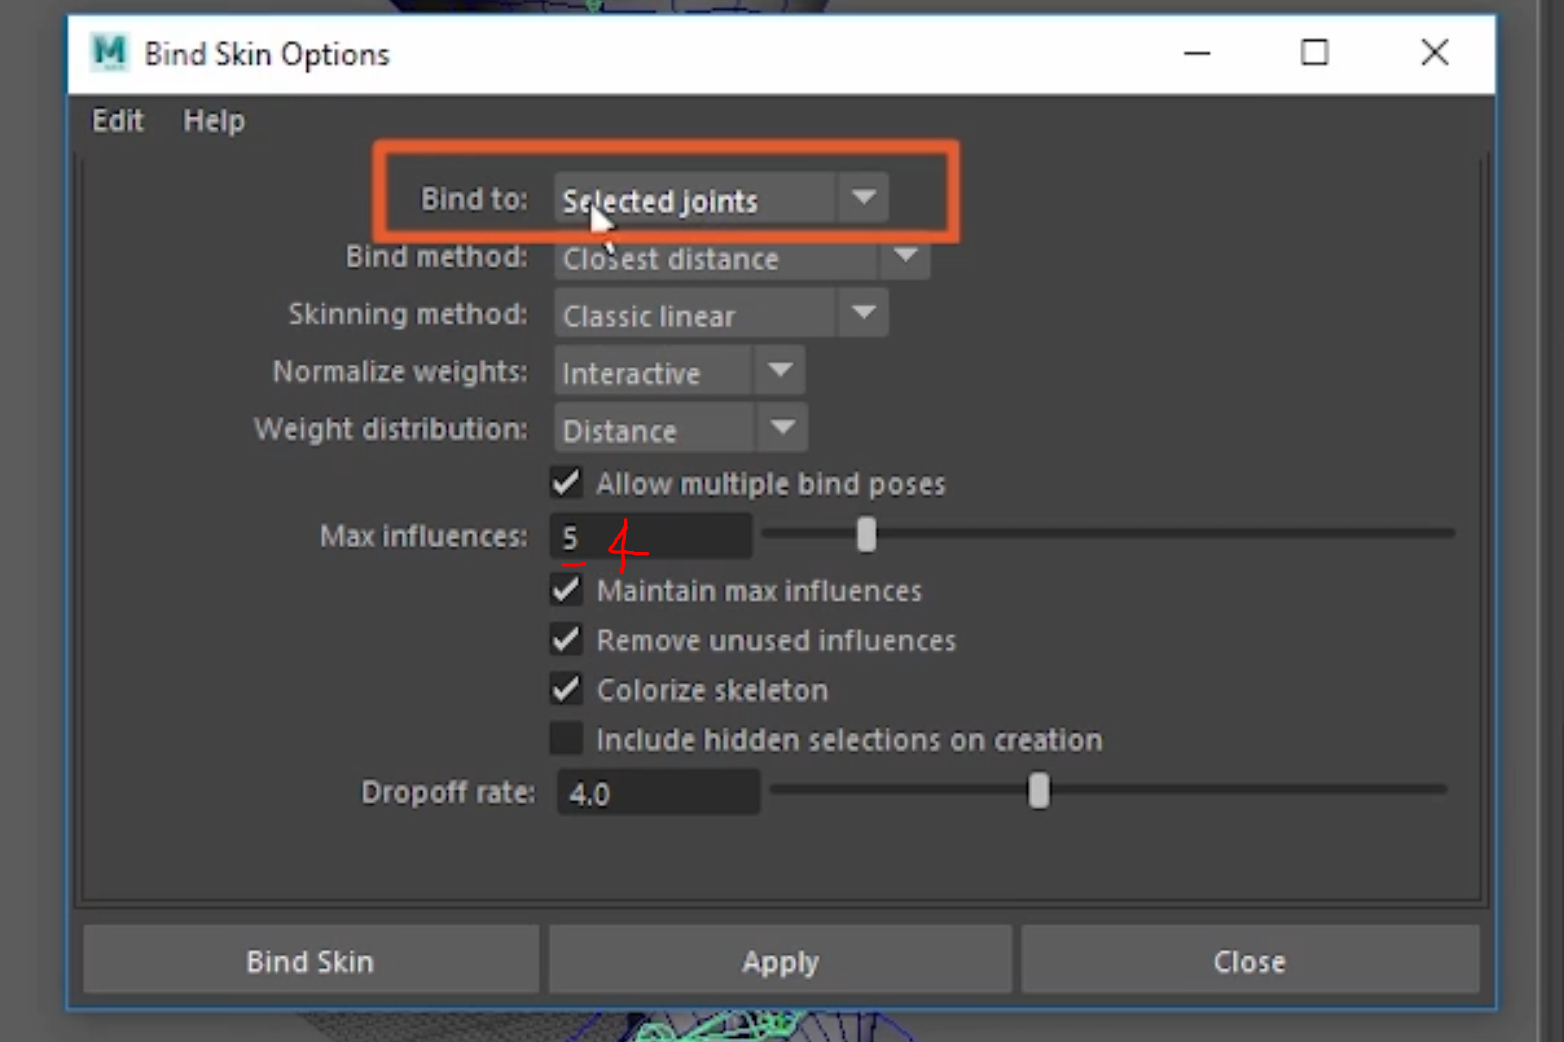 Bind Skin Options
Edit Help
Bind to: Selected joints
Bind method: Closest distance
Skinning method: Classic linear
Normalize weights: Interactive
Weight distribution: Distance
Allow multiple bind poses
Max influences: 5 4
Maintain max influences
Remove unused influences
Colorize skeleton
Include hidden selections on creation
Dropoff rate: 4.0
Bind Skin Apply Close